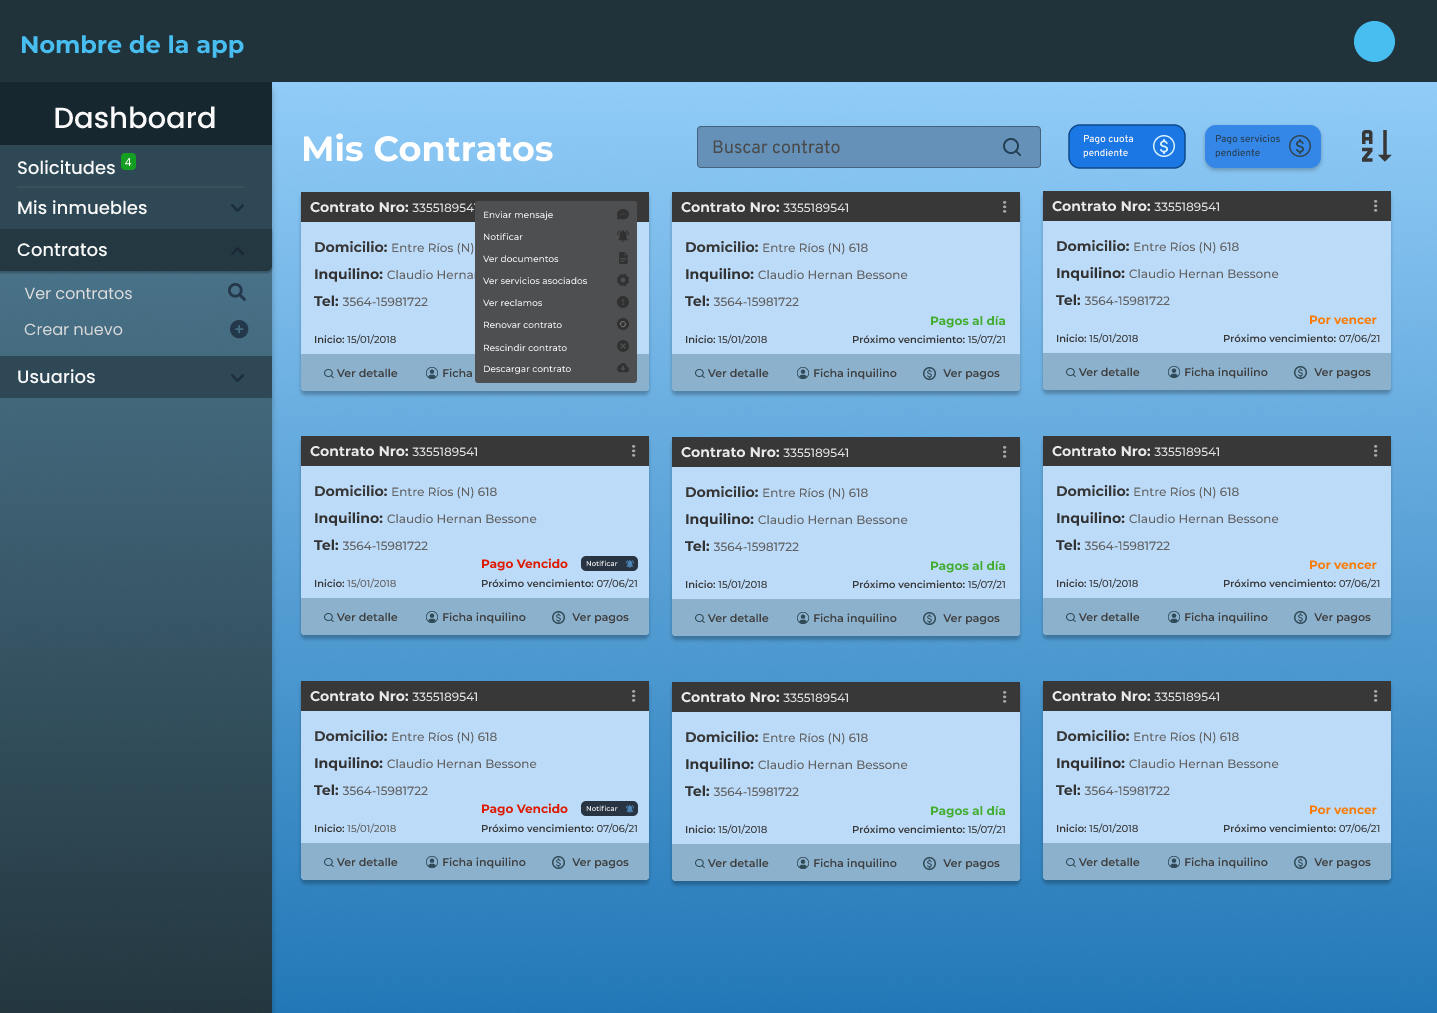 Nombre de la app
Dashboard
Solicitudes 4
Mis inmuebles
Contratos
Ver contratos
Crear nuevo
Usuarios
Mis Contratos
Buscar contrato
Pago cuota
pendiente
Pago servicios
pendiente
A
Z
Contrato Nro: 335518954
Domicilio: Entre Ríos (N)
Inquilino: Claudio Herna
Tel: 3564-15981722
Inicio: 15/01/2018
Ver detalle
Ficha
Enviar mensaje
Notificar
Ver documentos
Ver servicios asociados
Ver reclamos
Renovar contrato
Rescindir contrato
Descargar contrato
Contrato Nro: 3355189541
Domicilio: Entre Ríos (N) 618
Inquilino: Claudio Hernan Bessone
Tel: 3564-15981722
Pagos al día
Inicio: 15/01/2018 Próximo vencimiento: 15/07/21
Ver detalle Ficha inquilino Ver pagos
Contrato Nro: 3355189541
Domicilio: Entre Ríos (N) 618
Inquilino: Claudio Hernan Bessone
Tel: 3564-15981722
Por vencer
Inicio: 15/01/2018 Próximo vencimiento: 07/06/21
Ver detalle Ficha inquilino Ver pagos
Contrato Nro: 3355189541
Domicilio: Entre Ríos (N) 618
Inquilino: Claudio Hernan Bessone
Tel: 3564-15981722
Pago Vencido Notificar
Inicio: 15/01/2018 Próximo vencimiento: 07/06/21
Ver detalle Ficha inquilino Ver pagos
Contrato Nro: 3355189541
Domicilio: Entre Ríos (N) 618
Inquilino: Claudio Hernan Bessone
Tel: 3564-15981722
Pagos al día
Inicio: 15/01/2018 Próximo vencimiento: 15/07/21
Ver detalle Ficha inquilino Ver pagos
Contrato Nro: 3355189541
Domicilio: Entre Ríos (N) 618
Inquilino: Claudio Hernan Bessone
Tel: 3564-15981722
Por vencer
Inicio: 15/01/2018 Próximo vencimiento: 07/06/21
Ver detalle Ficha inquilino Ver pagos
Contrato Nro: 3355189541
Domicilio: Entre Ríos (N) 618
Inquilino: Claudio Hernan Bessone
Tel: 3564-15981722
Pago Vencido Notificar
Inicio: 15/01/2018 Próximo vencimiento: 07/06/21
Ver detalle Ficha inquilino Ver pagos
Contrato Nro: 3355189541
Domicilio: Entre Ríos (N) 618
Inquilino: Claudio Hernan Bessone
Tel: 3564-15981722
Pagos al día
Inicio: 15/01/2018 Próximo vencimiento: 15/07/21
Ver detalle Ficha inquilino Ver pagos
Contrato Nro: 3355189541
Domicilio: Entre Ríos (N) 618
Inquilino: Claudio Hernan Bessone
Tel: 3564-15981722
Por vencer
Inicio: 15/01/2018 Próximo vencimiento: 07/06/21
Ver detalle Ficha inquilino Ver pagos